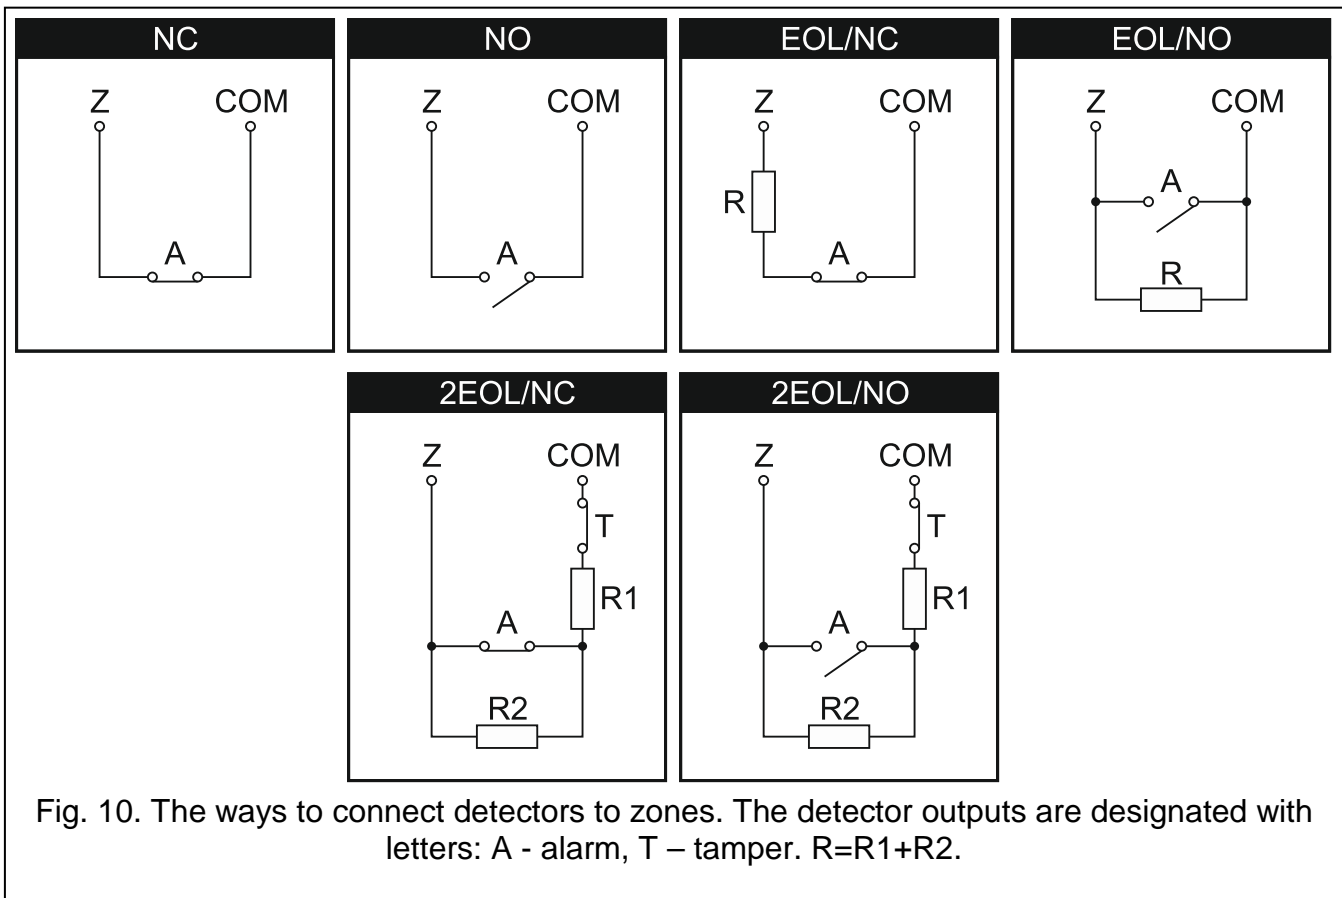 NC NO EOL/NC EOL/NO
Z COM Z COM Z COM Z COM
A
R A A R A
R
2EOL/NC 2EOL/NO
Z COM Z COM
T T
R1 R1
A A
R2 R2
Fig. 10. The ways to connect detectors to zones. The detector outputs are designated with
letters: A - alarm, T – tamper. R=R1+R2.